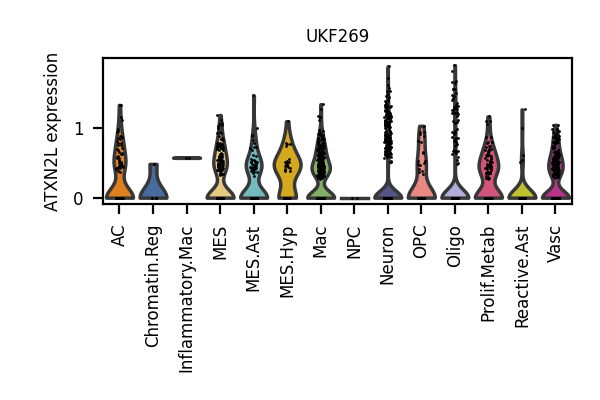 UKF269
ATXN2L expression
1
0
AC
Chromatin.Reg
Inflammatory.Mac
MES
MES.Ast
MES.Hyp
Mac
NPC
Neuron
OPC
Oligo
Prolif.Metab
Reactive.Ast
Vasc